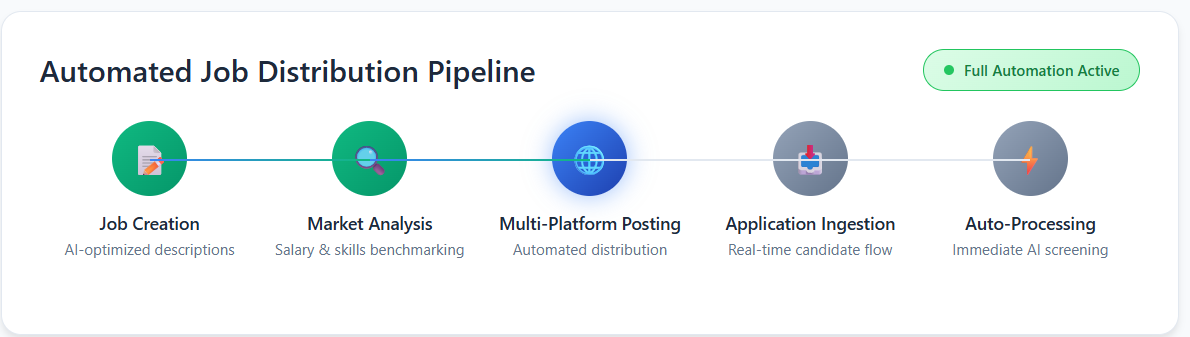 Automated Job Distribution Pipeline
Full Automation Active
Job Creation
AI-optimized descriptions
Market Analysis
Salary & skills benchmarking
Multi-Platform Posting
Automated distribution
Application Ingestion
Real-time candidate flow
Auto-Processing
Immediate AI screening